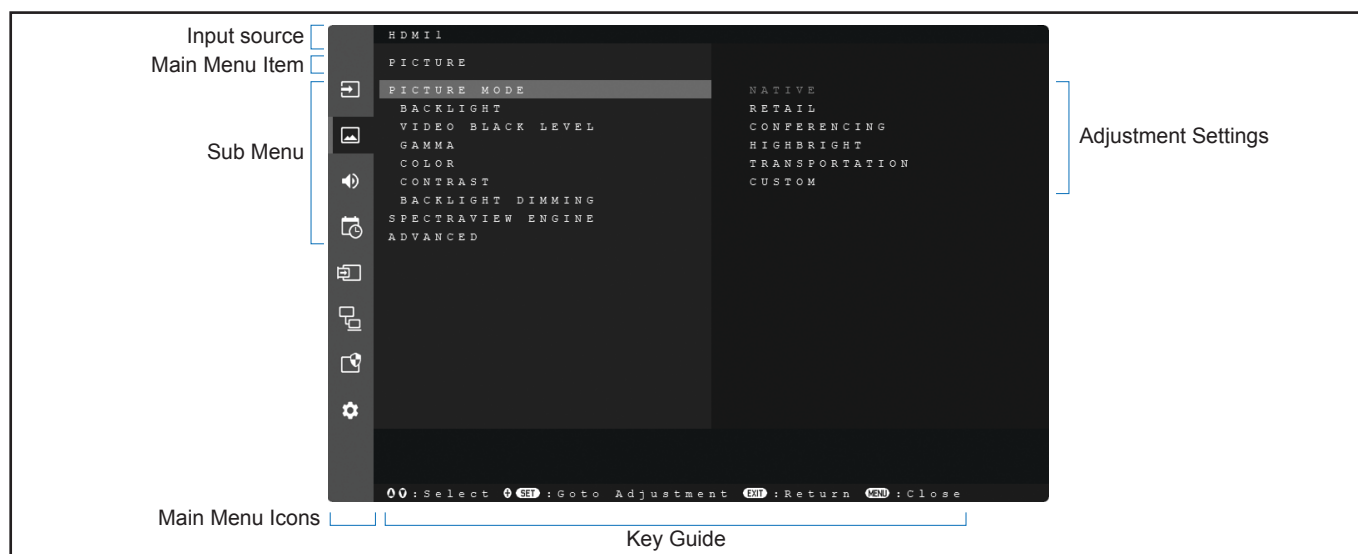 Input source
HDMI1
Main Menu Item
PICTURE
Sub Menu
PICTURE MODE
BACKLIGHT
VIDEO BLACK LEVEL
GAMMA
COLOR
CONTRAST
BACKLIGHT DIMMING
SPECTRAVIEW ENGINE
ADVANCED
NATIVE
RETAIL
CONFERENCING
HIGHBRIGHT
TRANSPORTATION
CUSTOM
Adjustment Settings
:Select SET:Goto Adjustment EXIT:Return MENU:Close
Main Menu Icons
Key Guide